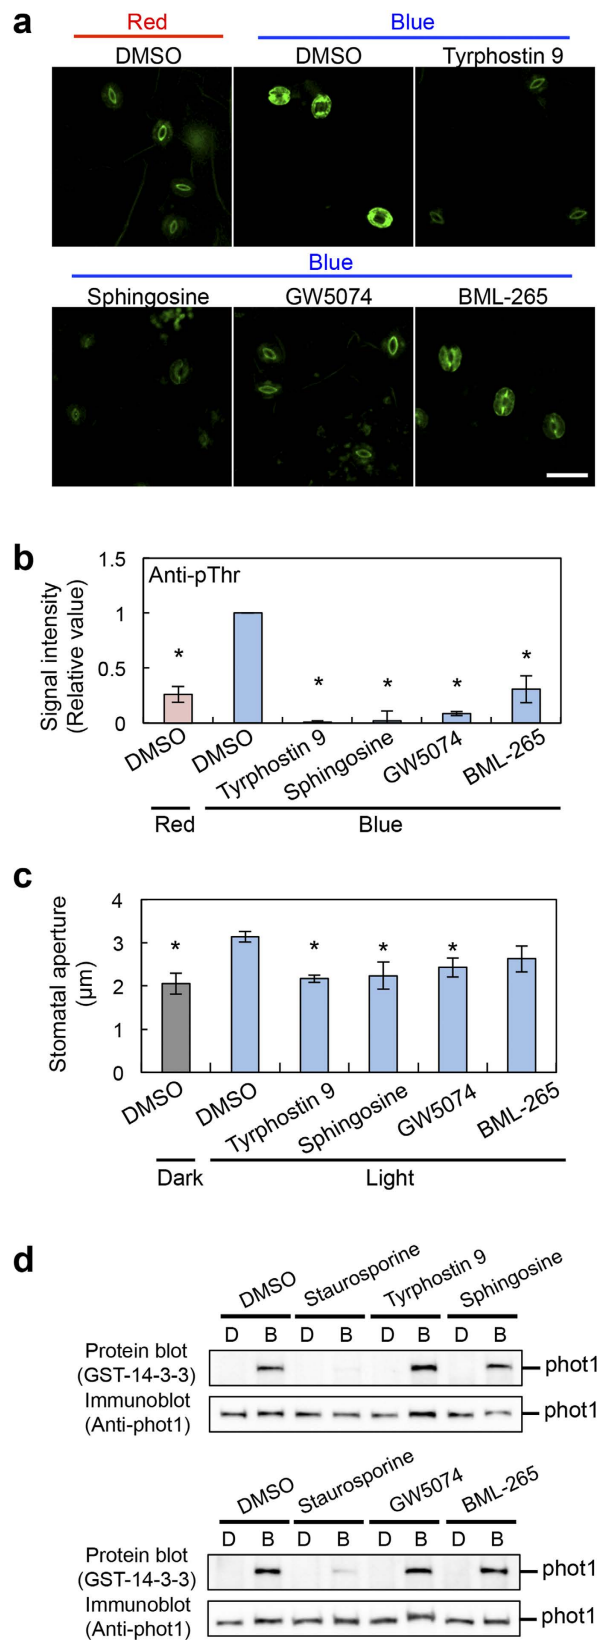 a
Red
Blue
DMSO
DMSO
Tyrphostin 9
Blue
Sphingosine
GW5074
BML-265
b
Signal intensity
(Relative value)
1.5
1
0.5
0
Anti-pThr
*
*
*
*
*
DMSO
DMSO
Tyrphostin 9
Sphingosine
GW5074
BML-265
Red
Blue
c
Stomatal aperture
(μm)
4
3
2
1
0
*
*
*
*
DMSO
DMSO
Tyrphostin 9
Sphingosine
GW5074
BML-265
Dark
Light
d
DMSO
Staurosporine
Tyrphostin 9
Sphingosine
D B D B D B D B
Protein blot
(GST-14-3-3)
phot1
Immunoblot
(Anti-phot1)
phot1
DMSO
Staurosporine
GW5074
BML-265
D B D B D B D B
Protein blot
(GST-14-3-3)
phot1
Immunoblot
(Anti-phot1)
phot1